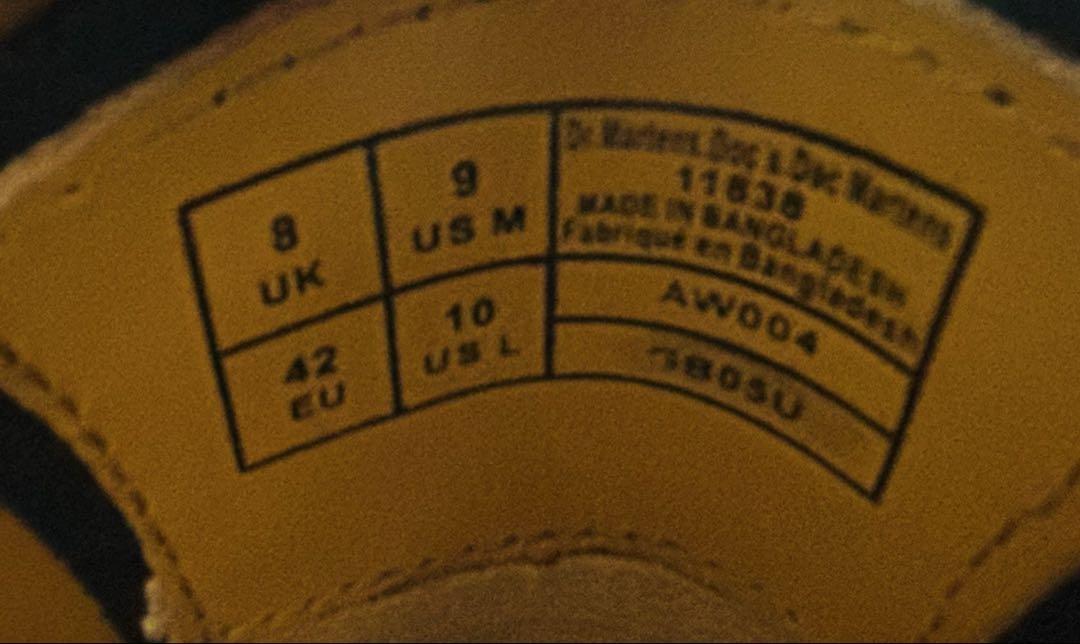 8
UK
9
US M
42
EU
10
US L
Dr. Martens. Doc's. Doc Martens
11838
MADE IN BANGLADESH
Fabriqué en Bangladesh
AW004